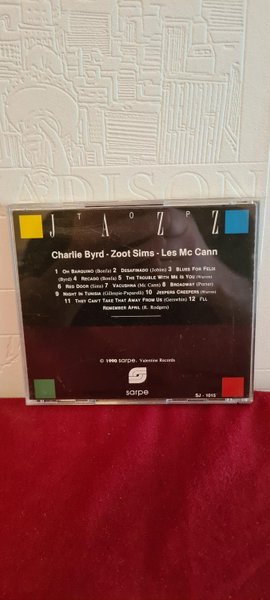 MADISON
T O P
J A Z Z
Charlie Byrd - Zoot Sims - Les Mc Cann
1 OH BARQUINO (Bonfa) 2 DESAFINADO (Jobim) 3 BLUES FOR FELIX
(Byrd) 4 RECADO (Bonfa) 5 THE TROUBLE WITH ME IS YOU (Warren)
6 RED DOOR (Sims) 7 VACUSHNA (Mc Cann) 8 BROADWAY (Porter)
9 NIGHT IN TUNISIA (Gillespie-Paparelli) 10 JEEPERS CREEPERS (Warren)
11 THEY CAN'T TAKE THAT AWAY FROM US (Gershwin) 12 I'LL
REMEMBER APRIL (R. Rodgers)
© 1990 sarpe. Valentine Records
sarpe
SJ - 1015